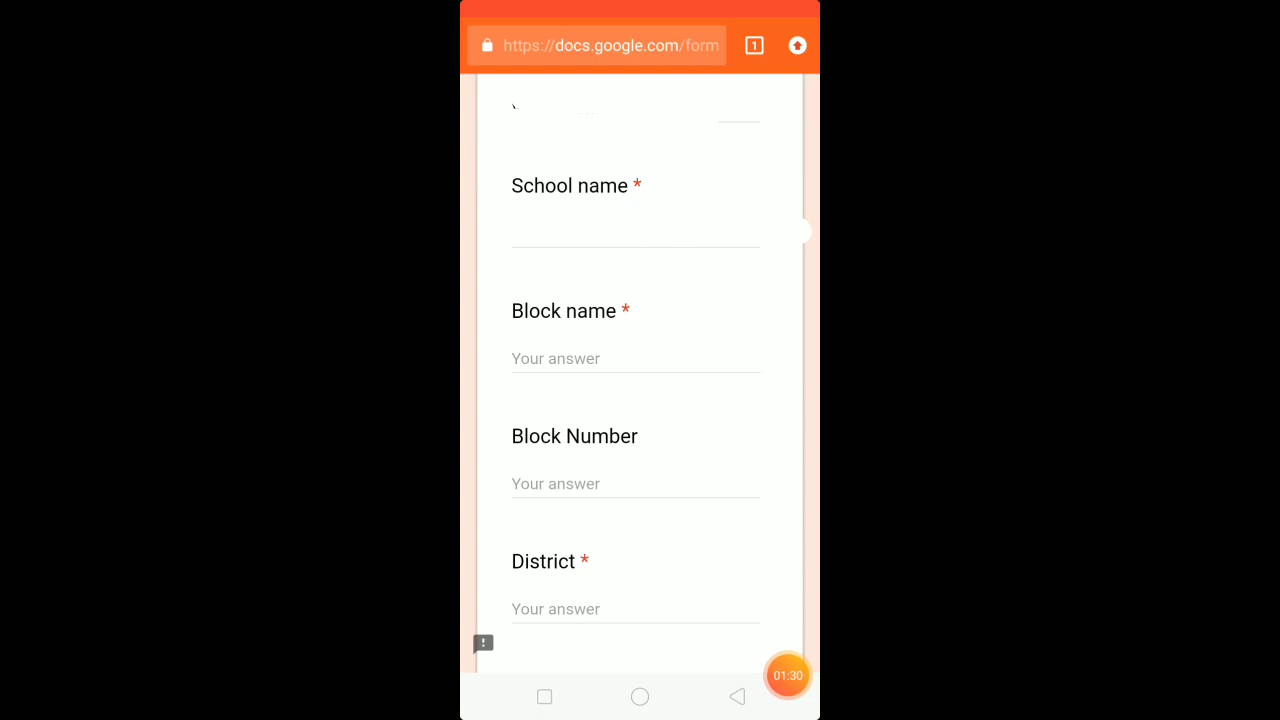 https://docs.google.com/form
1
School name *
Block name *
Your answer
Block Number
Your answer
District *
Your answer
!
01:30